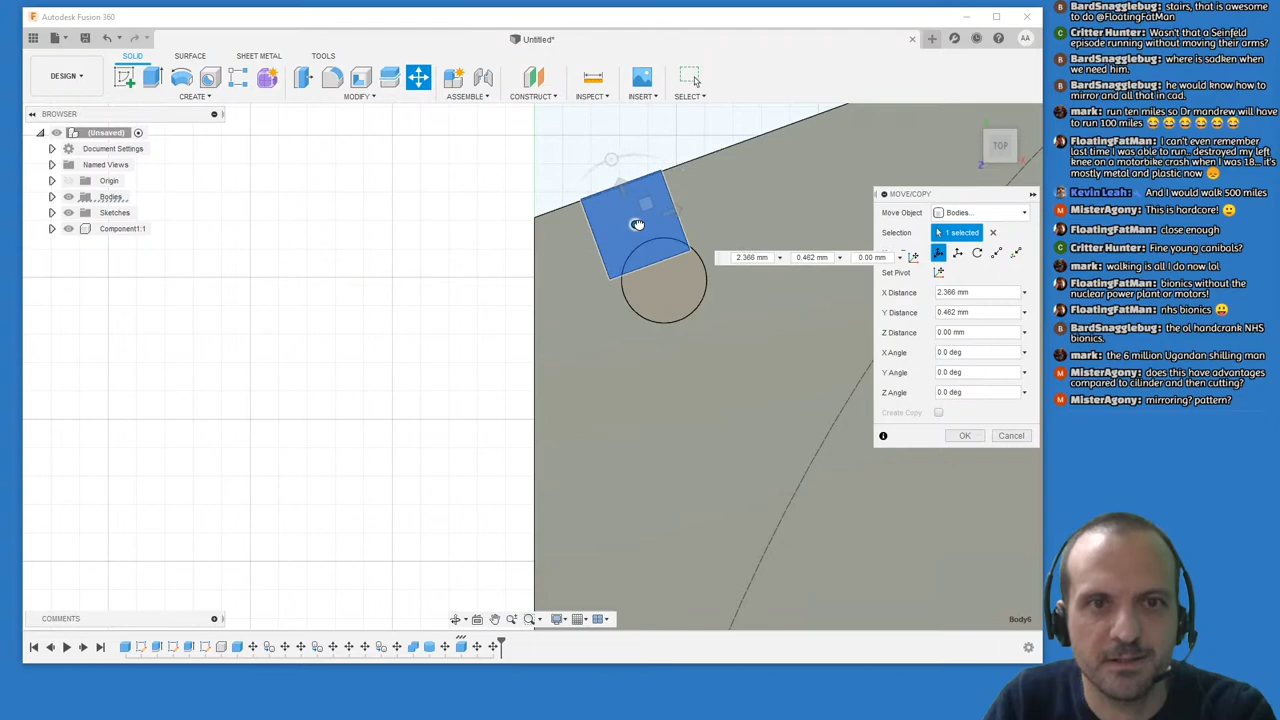 Autodesk Fusion 360
Untitled*
AA
DESIGN
SOLID
SURFACE
SHEET METAL
TOOLS
CREATE
MODIFY
ASSEMBLE
CONSTRUCT
INSPECT
INSERT
SELECT
BROWSER
(Unsaved)
Document Settings
Named Views
Origin
Bodies
Sketches
Component1:1
TOP
Z
MOVE/COPY
Move Object
Bodies...
Selection
1 selected
Set Pivot
X Distance
2.366 mm
Y Distance
0.462 mm
Z Distance
0.00 mm
X Angle
0.0 deg
Y Angle
0.0 deg
Z Angle
0.0 deg
Create Copy
OK
Cancel
2.366 mm
0.462 mm
0.00 mm
COMMENTS
Body6
BardSnagglebug: stairs, that is awesome
to do @FloatingFatMan
Critter Hunter: Wasn't that a Seinfeld
episode running without moving their arms?
BardSnagglebug: where is sadken when
we need him.
BardSnagglebug: he would know how to
mirror and all that in cad.
mark: run ten miles so Dr mandrew will have
to run 100 miles 😂 😂 😂 😂 😂 😂
FloatingFatMan: I can't even remember
last time I was able to run.. destroyed my left
knee on a motorbike crash when I was 18...it's
mostly metal and plastic now 😞
Kevin Leah: And I would walk 500 miles
MisterAgony: This is hardcore! 🙂
FloatingFatMan: close enough
Critter Hunter: Fine young canibals?
mark: walking is all I do now lol
FloatingFatMan: bionics without the
nuclear power plant or motors!
FloatingFatMan: nhs bionics 😛
BardSnagglebug: the ol handcrank NHS
bionics.
mark: the 6 million Ugandan shilling man
MisterAgony: does this have advantages
compared to cilinder and then cutting?
MisterAgony: mirroring? pattern?